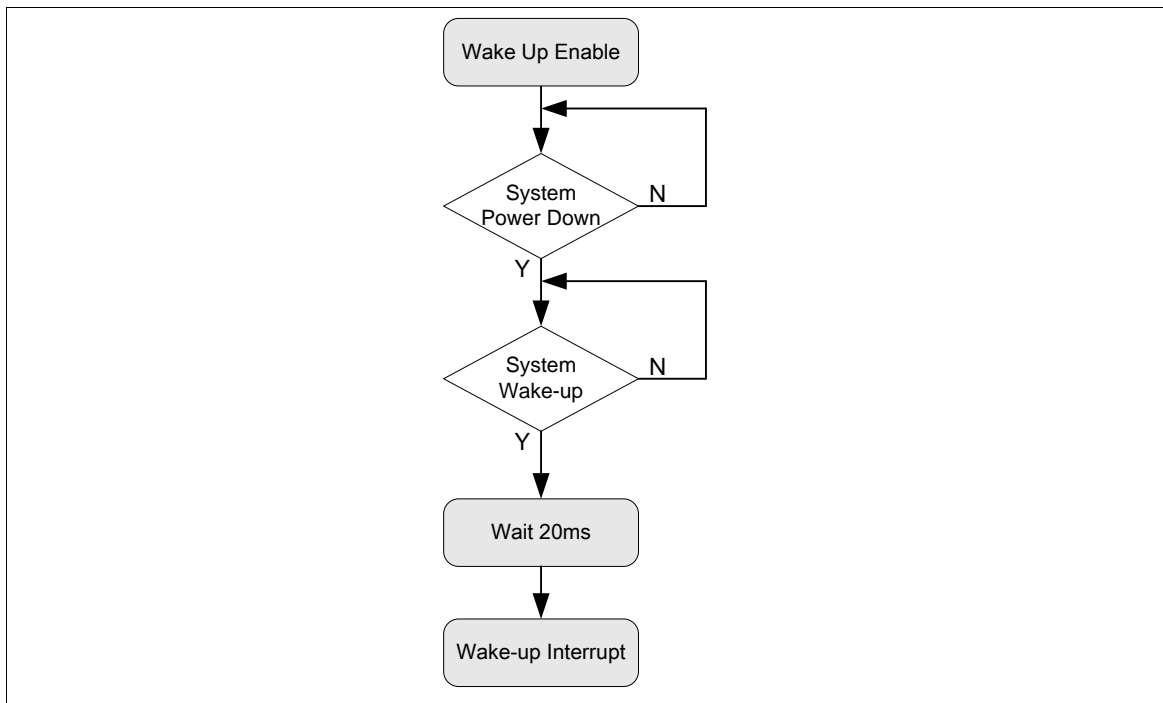 Wake Up Enable
System
Power Down
N
Y
System
Wake-up
N
Y
Wait 20ms
Wake-up Interrupt